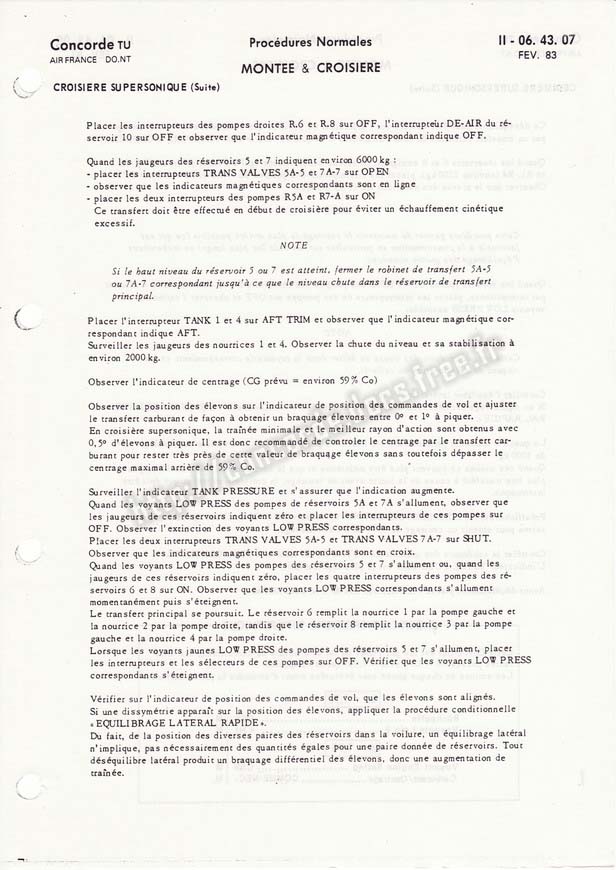 Concorde TU
AIR FRANCE DO.NT
Procédures Normales
MONTEE & CROISIERE
II - 06. 43. 07
FEV. 83
CROISIERE SUPERSONIQUE (Suite)
Placer les interrupteurs des pompes droites R.6 et R.8 sur OFF, l'interrupteur DE-AIR du ré-
servoir 10 sur OFF et observer que l'indicateur magnétique correspondant indique OFF.
Quand les jaugeurs des réservoirs 5 et 7 indiquent environ 6000 kg :
- placer les interrupteurs TRANS VALVES 5A-5 et 7A-7 sur OPEN
- observer que les indicateurs magnétiques correspondants sont en ligne
- placer les deux interrupteurs des pompes R5A et R7-A sur ON
Ce transfert doit être effectué en début de croisière pour éviter un échauffement cinétique
excessif.
NOTE
Si le haut niveau du réservoir 5 ou 7 est atteint, fermer le robinet de transfert 5A-5
ou 7A-7 correspondant jusqu'à ce que le niveau chute dans le réservoir de transfert
principal.
Placer l'interrupteur TANK 1 et 4 sur AFT TRIM et observer que l'indicateur magnétique cor-
respondant indique AFT.
Surveiller les jaugeurs des nourrices 1 et 4. Observer la chute du niveau et sa stabilisation à
environ 2000 kg.
Observer l'indicateur de centrage (CG prévu = environ 59 % Co)
Observer la position des élevons sur l'indicateur de position des commandes de vol et ajuster
le transfert carburant de façon à obtenir un braquage élevons entre 0° et 1° à piquer.
En croisière supersonique, la traînée minimale et le meilleur rayon d'action sont obtenus avec
0,5° d'élevons à piquer. Il est donc recommandé de controler le centrage par le transfert car-
burant pour rester très près de cette valeur de braquage élevons sans toutefois dépasser le
centrage maximal arrière de 59 % Co.
Surveiller l'indicateur TANK PRESSURE et s'assurer que l'indication augmente.
Quand les voyants LOW PRESS des pompes de réservoirs 5A et 7A s'allument, observer que
les jaugeurs de ces réservoirs indiquent zéro et placer les interrupteurs de ces pompes sur
OFF. Observer l'extinction des voyants LOW PRESS correspondants.
Placer les deux interrupteurs TRANS VALVES 5A-5 et TRANS VALVES 7A-7 sur SHUT.
Observer que les indicateurs magnétiques correspondants sont en croix.
Quand les voyants LOW PRESS des pompes des réservoirs 5 et 7 s'allument ou, quand les
jaugeurs de ces réservoirs indiquent zéro, placer les quatre interrupteurs des pompes des ré-
servoirs 6 et 8 sur ON. Observer que les voyants LOW PRESS correspondants s'allument
momentanément puis s'éteignent.
Le transfert principal se poursuit. Le réservoir 6 remplit la nourrice 1 par la pompe gauche et
la nourrice 2 par la pompe droite, tandis que le réservoir 8 remplit la nourrice 3 par la pompe
gauche et la nourrice 4 par la pompe droite.
Lorsque les voyants jaunes LOW PRESS des pompes des réservoirs 5 et 7 s'allument, placer
les interrupteurs et les sélecteurs de ces pompes sur OFF. Vérifier que les voyants LOW PRESS
correspondants s'éteignent.
Vérifier sur l'indicateur de position des commandes de vol, que les élevons sont alignés.
Si une dissymétrie apparaît sur la position des élevons, appliquer la procédure conditionnelle
« EQUILIBRAGE LATERAL RAPIDE ».
Du fait, de la position des diverses paires des réservoirs dans la voilure, un équilibrage latéral
n'implique, pas nécessairement des quantités égales pour une paire donnée de réservoirs. Tout
déséquilibre latéral produit un braquage différentiel des élevons, donc une augmentation de
traînée.